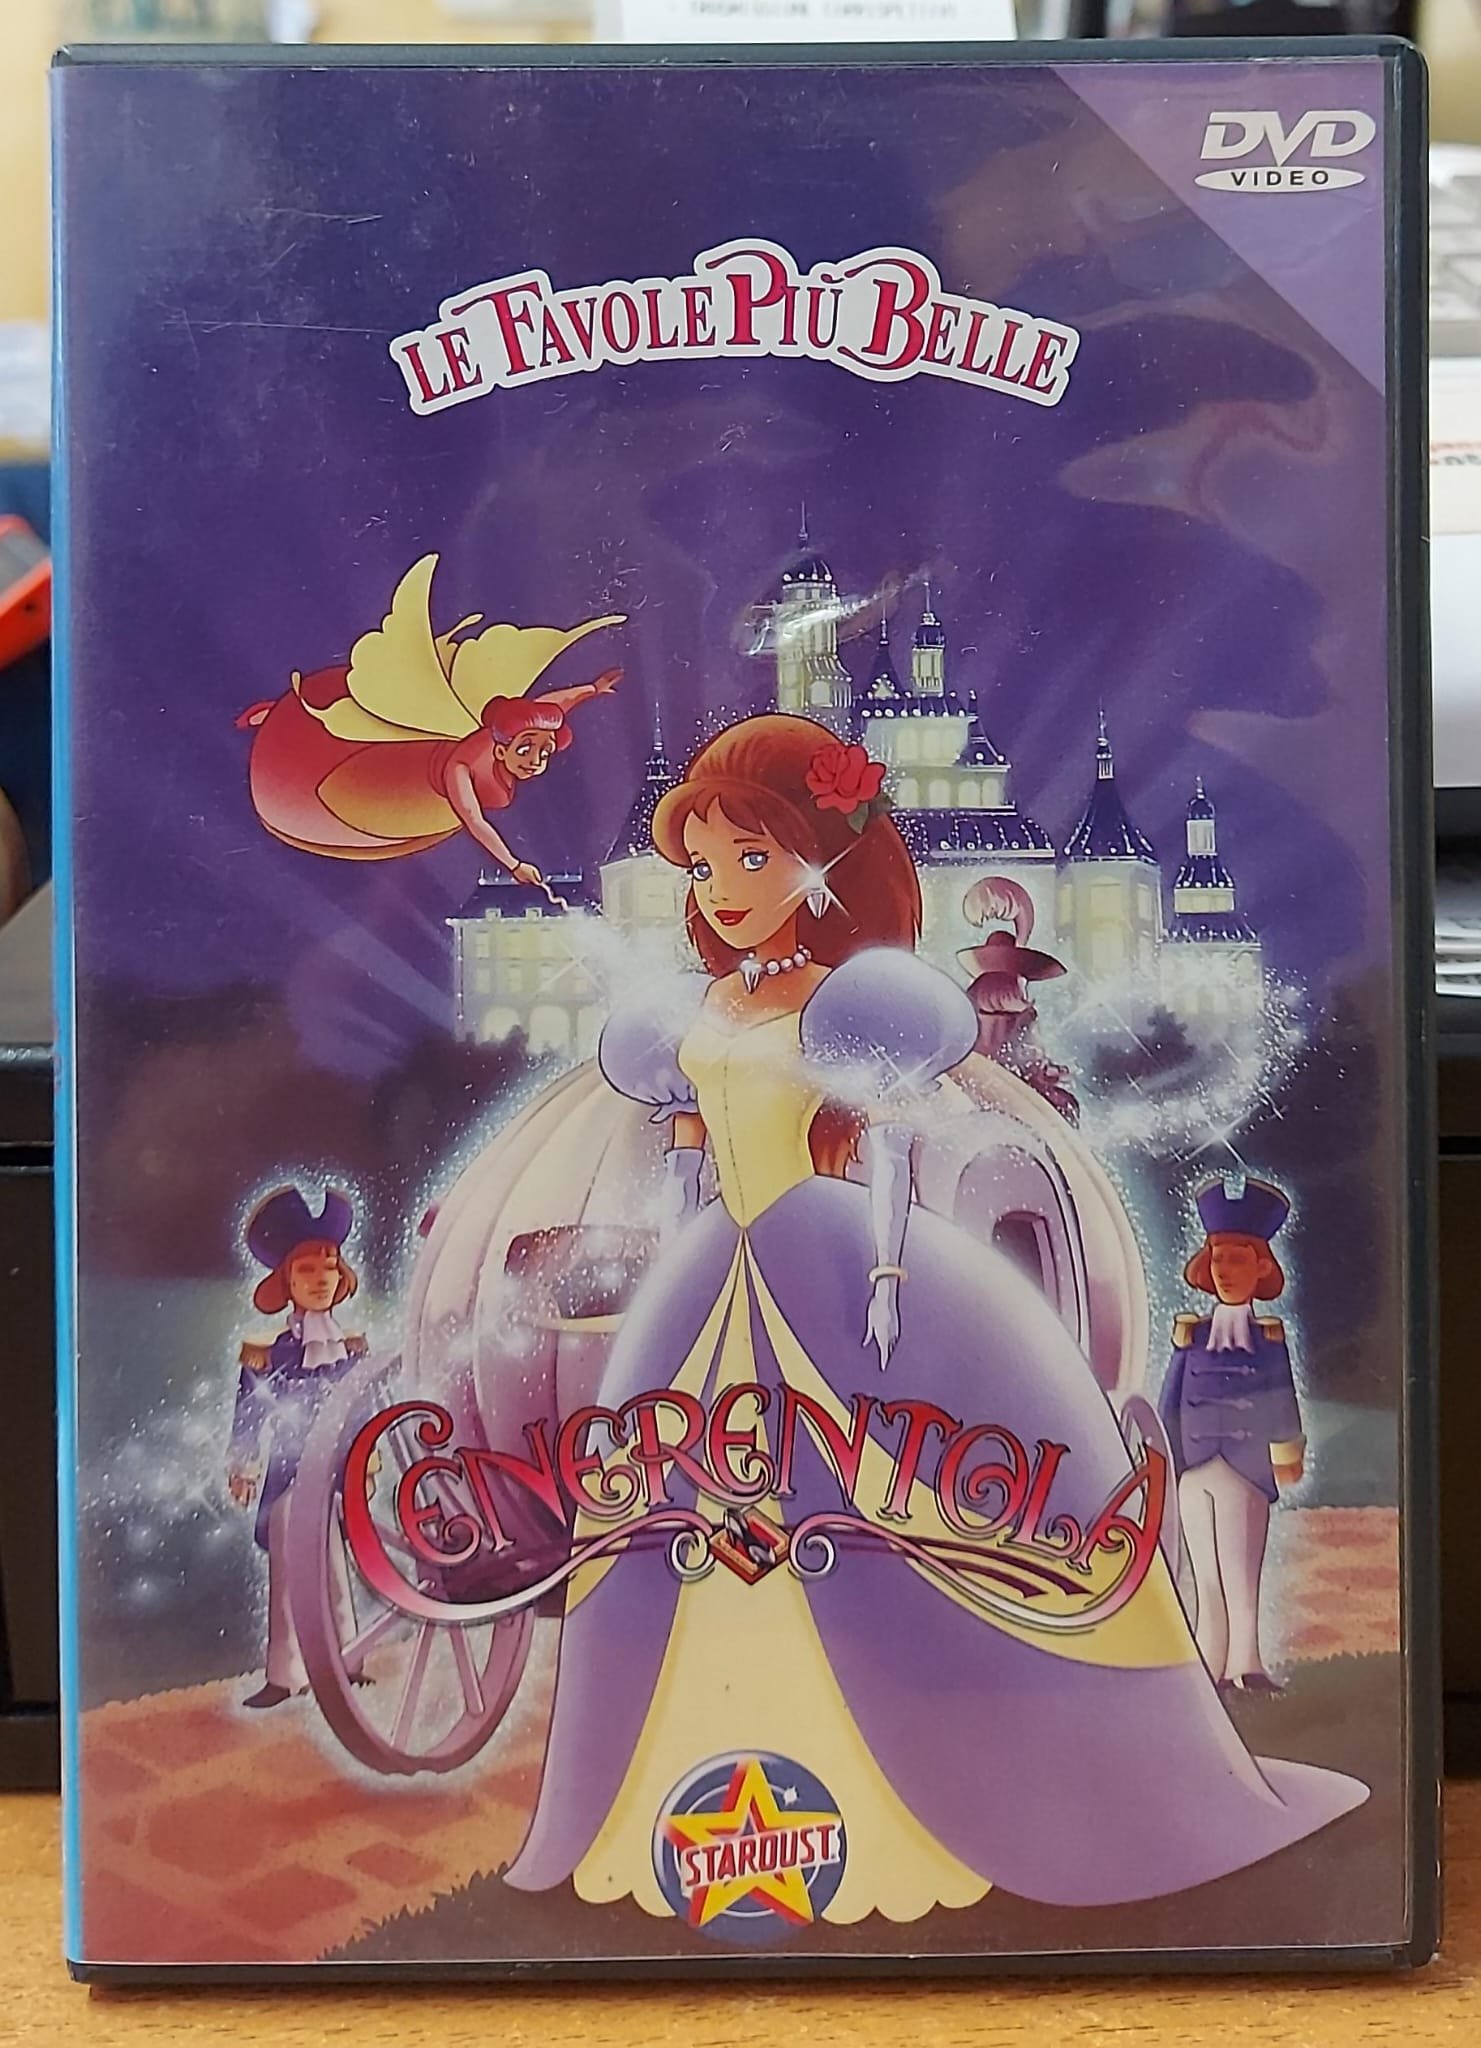 DVD
VIDEO
LE FAVOLE PIÙ BELLE
CENERENTOLA
STARDUST